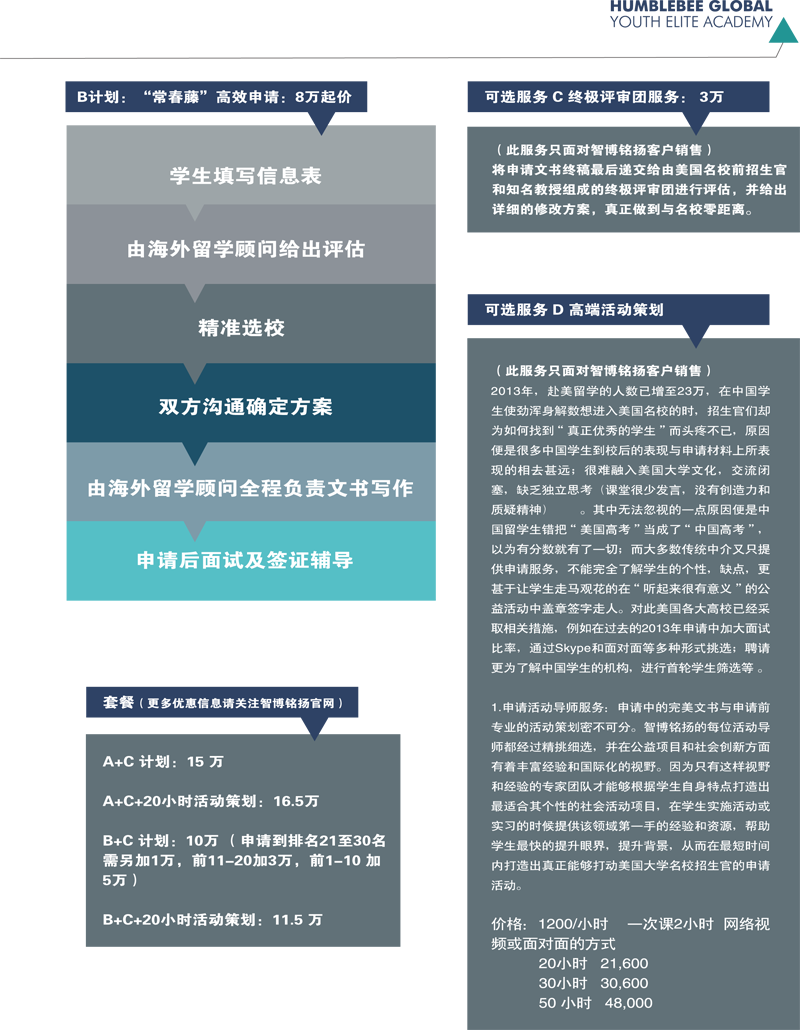 HUMBLEBEE GLOBAL
YOUTH ELITE ACADEMY
B计划：“常春藤”高效申请：8万起价
学生填写信息表
由海外留学顾问给出评估
精准选校
双方沟通确定方案
由海外留学顾问全程负责文书写作
申请后面试及签证辅导
套餐（更多优惠信息请关注智博铭扬官网）
A+C 计划：15 万
A+C+20小时活动策划：16.5万
B+C 计划：10万 （申请到排名21至30名
需另加1万，前11-20加3万，前1-10 加
5万）
B+C+20小时活动策划：11.5 万
可选服务 C 终极评审团服务： 3万
（此服务只面对智博铭扬客户销售）
将申请文书终稿最后递交给由美国名校前招生官
和知名教授组成的终极评审团进行评估，并给出
详细的修改方案，真正做到与名校零距离。
可选服务 D 高端活动策划
（此服务只面对智博铭扬客户销售）
2013年，赴美留学的人数已增至23万，在中国学
生使劲浑身解数想进入美国名校的时，招生官们却
为如何找到“真正优秀的学生”而头疼不已，原因
便是很多中国学生到校后的表现与申请材料上所表
现的相去甚远；很难融入美国大学文化，交流闭
塞，缺乏独立思考（课堂很少发言，没有创造力和
质疑精神） 。其中无法忽视的一点原因便是中
国留学生错把“美国高考”当成了“中国高考”，
以为有分数就有了一切；而大多数传统中介又只提
供申请服务，不能完全了解学生的个性，缺点，更
甚于让学生走马观花的在“听起来很有意义”的公
益活动中盖章签字走人。对此美国各大高校已经采
取相关措施，例如在过去的2013年申请中加大面试
比率，通过Skype和面对面等多种形式挑选；聘请
更为了解中国学生的机构，进行首轮学生筛选等 。
1.申请活动导师服务：申请中的完美文书与申请前
专业的活动策划密不可分。智博铭扬的每位活动导
师都经过精挑细选，并在公益项目和社会创新方面
有着丰富经验和国际化的视野。因为只有这样视野
和经验的专家团队才能够根据学生自身特点打造出
最适合其个性的社会活动项目，在学生实施活动或
实习的时候提供该领域第一手的经验和资源，帮助
学生最快的提升眼界，提升背景，从而在最短时间
内打造出真正能够打动美国大学名校招生官的申请
活动。
价格：1200/小时 一次课2小时 网络视
频或面对面的方式
20小时 21,600
30小时 30,600
50 小时 48,000